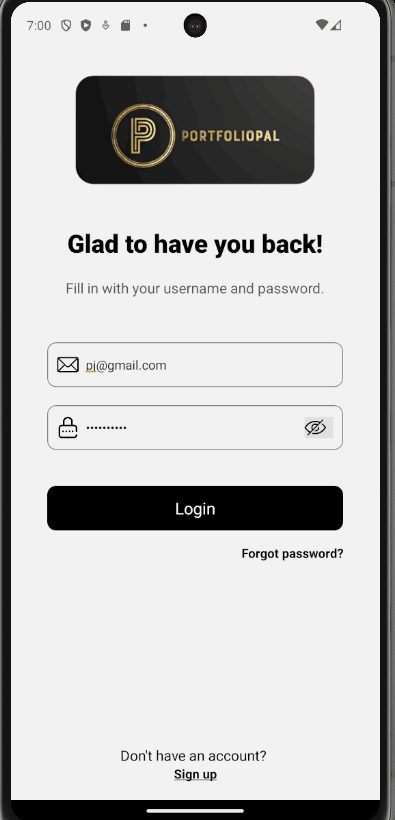 7:00
P PORTFOLIOPAL
Glad to have you back!
Fill in with your username and password.
pj@gmail.com
••••••••••
Login
Forgot password?
Don't have an account?
Sign up